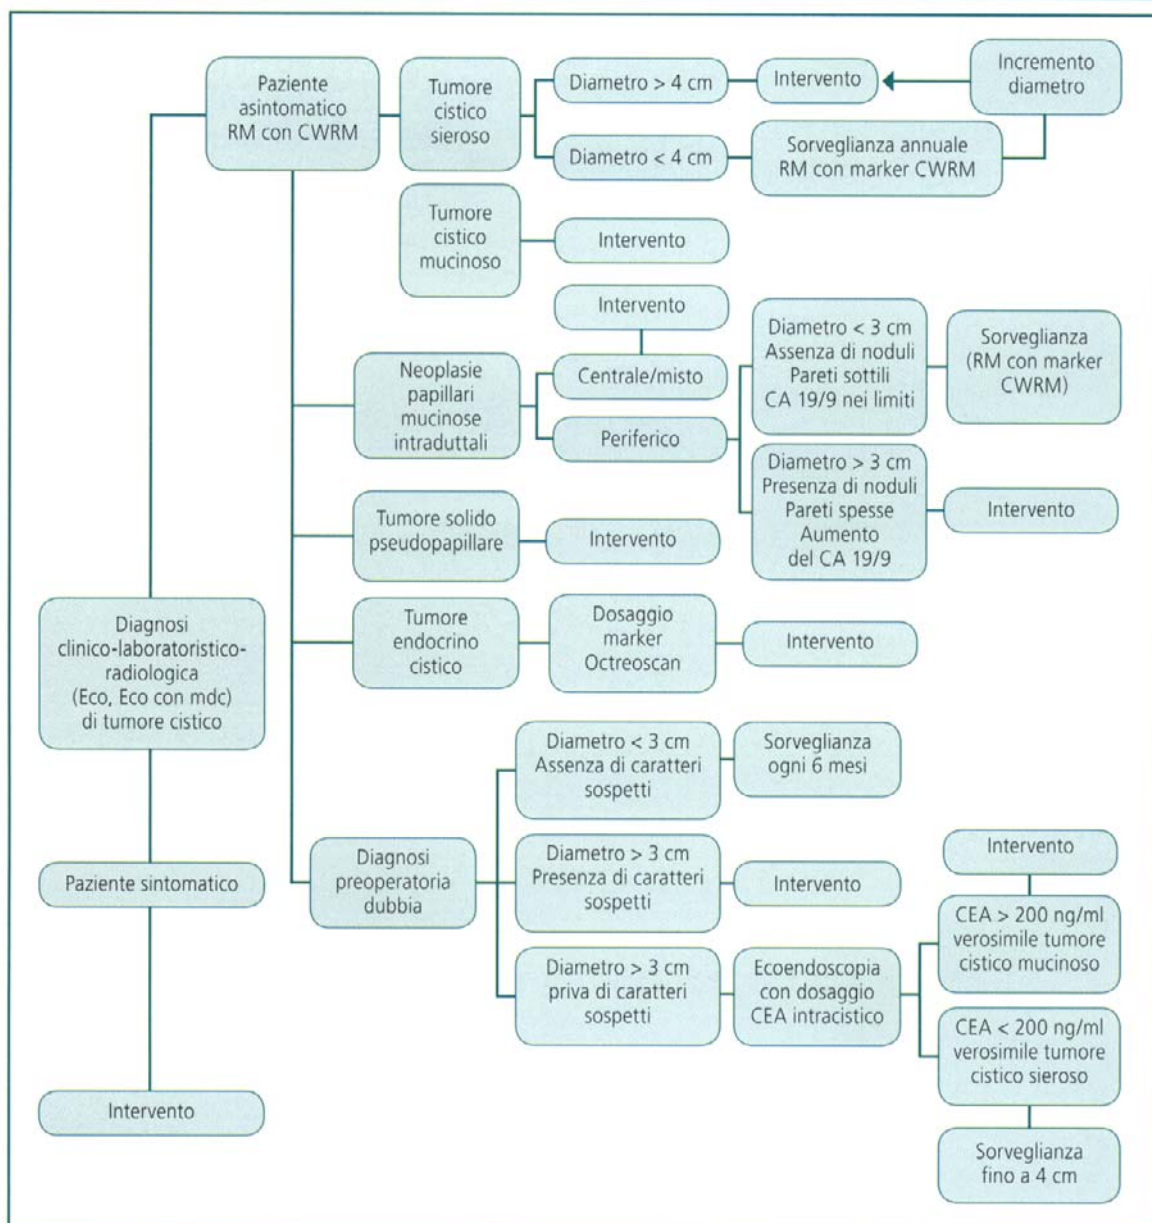 Paziente
asintomatico
RM con CWRM
Tumore
cistico
sieroso
Diametro > 4 cm
Intervento
Incremento
diametro
Diametro < 4 cm
Sorveglianza annuale
RM con marker CWRM
Tumore
cistico
mucinoso
Intervento
Neoplasie
papillari
mucinose
intraduttali
Intervento
Centrale/misto
Periferico
Diametro < 3 cm
Assenza di noduli
Pareti sottili
CA 19/9 nei limiti
Sorveglianza
(RM con marker
CWRM)
Diametro > 3 cm
Presenza di noduli
Pareti spesse
Aumento
del CA 19/9
Intervento
Tumore solido
pseudopapillare
Intervento
Tumore
endocrino
cistico
Dosaggio
marker
Octreoscan
Intervento
Diagnosi
clinico-laboratoristico-
radiologica
(Eco, Eco con mdc)
di tumore cistico
Paziente sintomatico
Intervento
Diagnosi
preoperatoria
dubbia
Diametro < 3 cm
Assenza di caratteri
sospetti
Sorveglianza
ogni 6 mesi
Diametro > 3 cm
Presenza di caratteri
sospetti
Intervento
Diametro > 3 cm
priva di caratteri
sospetti
Ecoendoscopia
con dosaggio
CEA intracistico
Intervento
CEA > 200 ng/ml
verosimile tumore
cistico mucinoso
CEA < 200 ng/ml
verosimile tumore
cistico sieroso
Sorveglianza
fino a 4 cm